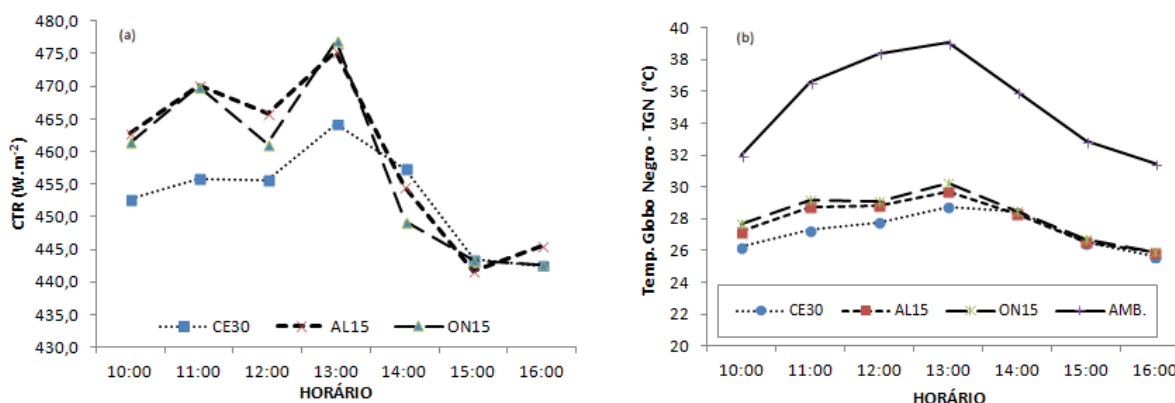 (a)
CTR (W.m⁻²)
480,0
475,0
470,0
465,0
460,0
455,0
450,0
445,0
440,0
435,0
430,0
CE30 AL15 ON15
10:00 11:00 12:00 13:00 14:00 15:00 16:00
HORÁRIO
(b)
Temp. Globo Negro - TGN (°C)
40
38
36
34
32
30
28
26
24
22
20
CE30 AL15 ON15 AMB.
10:00 11:00 12:00 13:00 14:00 15:00 16:00
HORÁRIO